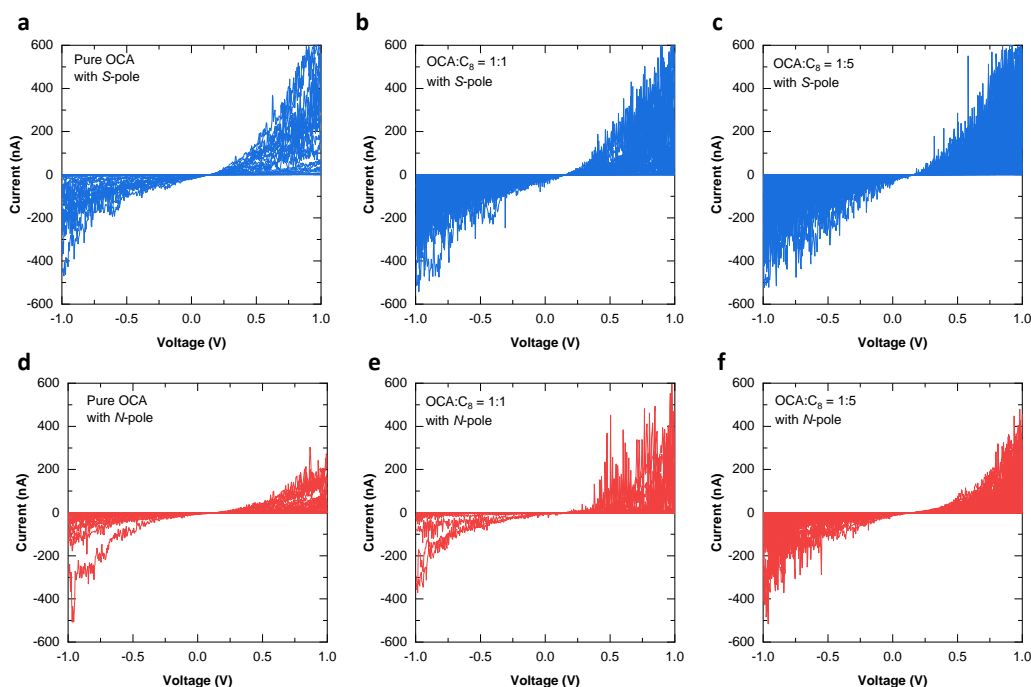 a
Pure OCA
with S-pole
600
400
200
0
-200
-400
-600
-1.0 -0.5 0.0 0.5 1.0
Voltage (V)
Current (nA)
b
OCA:C₈ = 1:1
with S-pole
600
400
200
0
-200
-400
-600
-1.0 -0.5 0.0 0.5 1.0
Voltage (V)
Current (nA)
c
OCA:C₈ = 1:5
with S-pole
600
400
200
0
-200
-400
-600
-1.0 -0.5 0.0 0.5 1.0
Voltage (V)
Current (nA)
d
Pure OCA
with N-pole
600
400
200
0
-200
-400
-600
-1.0 -0.5 0.0 0.5 1.0
Voltage (V)
Current (nA)
e
OCA:C₈ = 1:1
with N-pole
600
400
200
0
-200
-400
-600
-1.0 -0.5 0.0 0.5 1.0
Voltage (V)
Current (nA)
f
OCA:C₈ = 1:5
with N-pole
600
400
200
0
-200
-400
-600
-1.0 -0.5 0.0 0.5 1.0
Voltage (V)
Current (nA)